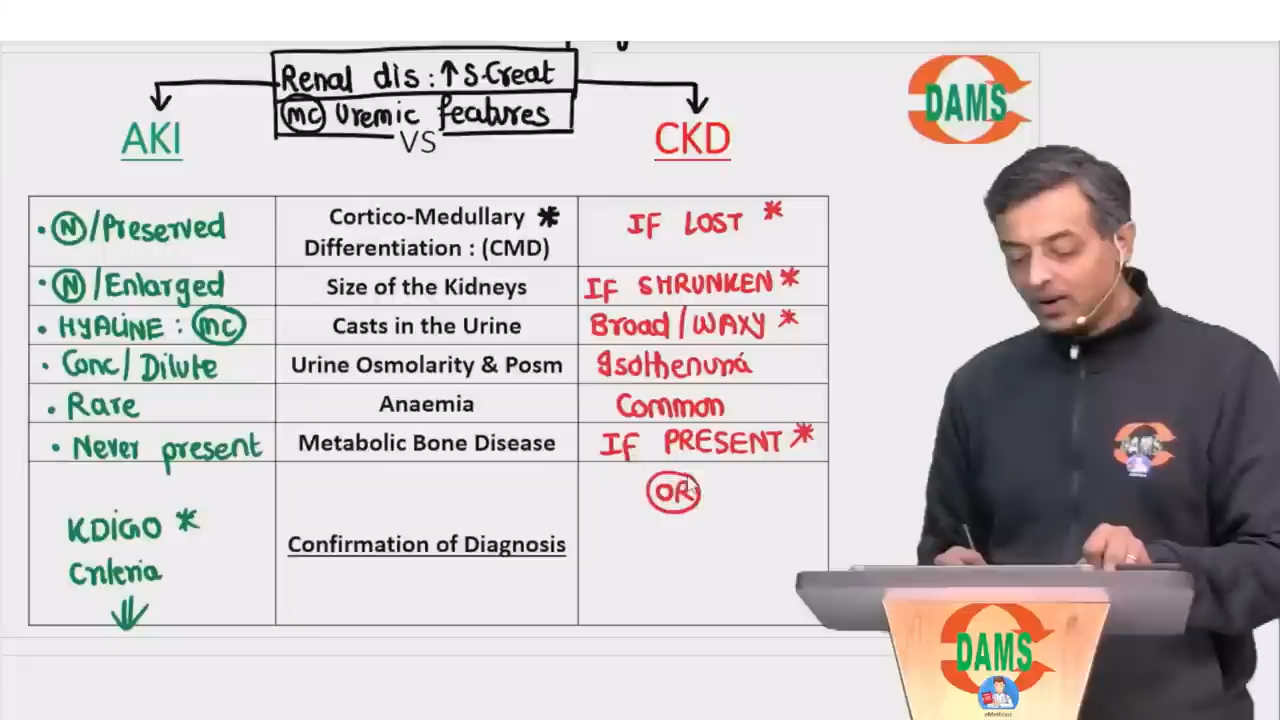 Renal dis : ↑ S.Creat
MC Uremic features
AKI VS CKD
DAMS
• N/Preserved
Cortico-Medullary *
Differentiation : (CMD)
IF LOST *
• N/Enlarged
Size of the Kidneys
IF SHRUNKEN *
• HYALINE : MC
Casts in the Urine
Broad/WAXY *
• Conc/Dilute
Urine Osmolarity & Posm
Isothenuria
• Rare
Anaemia
Common
• Never present
Metabolic Bone Disease
IF PRESENT *
OR
KDIGO *
Criteria
Confirmation of Diagnosis
DAMS